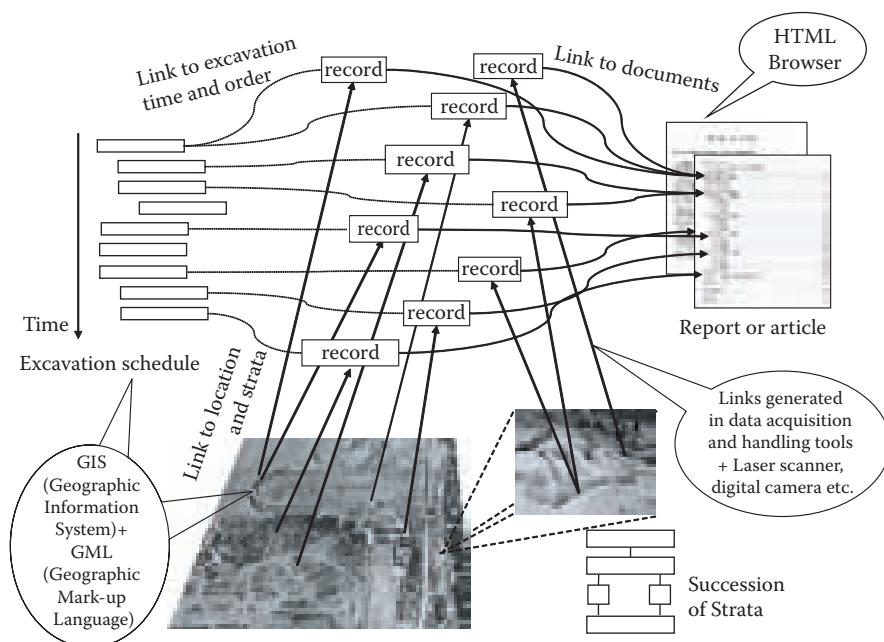 HTML
Browser
Link to excavation
time and order
record
record
Link to documents
record
record
record
record
record
record
record
Time
Excavation schedule
Report or article
Link to location
and strata
Links generated
in data acquisition
and handling tools
+ Laser scanner,
digital camera etc.
GIS
(Geographic
Information
System)+
GML
(Geographic
Mark-up
Language)
Succession
of Strata